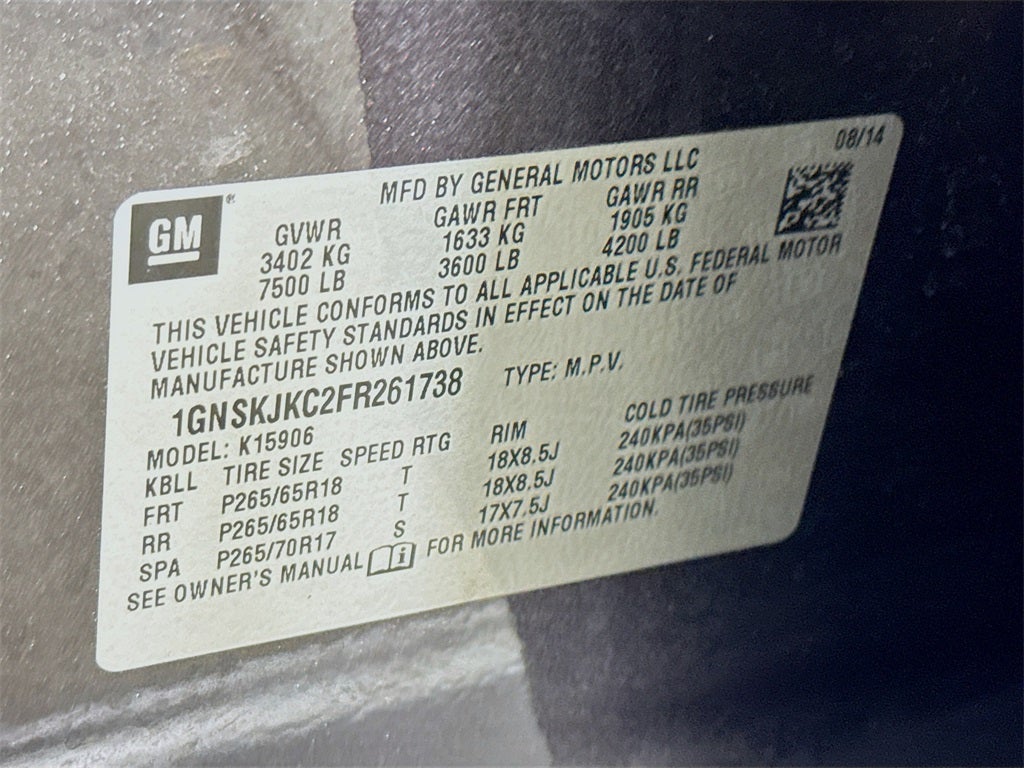 08/14
MFD BY GENERAL MOTORS LLC
GM®
GVWR GAWR FRT GAWR RR
3402 KG 1633 KG 1905 KG
7500 LB 3600 LB 4200 LB
THIS VEHICLE CONFORMS TO ALL APPLICABLE U.S. FEDERAL MOTOR
VEHICLE SAFETY STANDARDS IN EFFECT ON THE DATE OF
MANUFACTURE SHOWN ABOVE.
1GNSKJKC2FR261738 TYPE: M.P.V.
MODEL: K15906
KBLL TIRE SIZE SPEED RTG RIM COLD TIRE PRESSURE
FRT P265/65R18 T 18X8.5J 240KPA(35PSI)
RR P265/65R18 T 18X8.5J 240KPA(35PSI)
SPA P265/70R17 S 17X7.5J 240KPA(35PSI)
SEE OWNER'S MANUAL i FOR MORE INFORMATION.